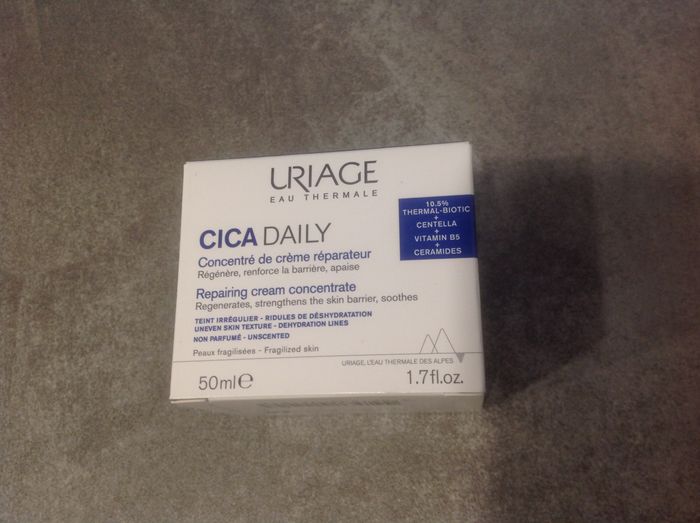 URIAGE
EAU THERMALE
CICA DAILY
Concentré de crème réparateur
Régénère, renforce la barrière, apaise
Repairing cream concentrate
Regenerates, strengthens the skin barrier, soothes
TEINT IRRÉGULIER - RIDULES DE DÉSHYDRATATION
UNEVEN SKIN TEXTURE - DEHYDRATION LINES
NON PARFUMÉ - UNSCENTED
Peaux fragilisées - Fragilized skin
10.5%
THERMAL-BIOTIC
+
CENTELLA
+
VITAMIN B5
+
CERAMIDES
URIAGE, L'EAU THERMALE DES ALPES
50ml℮
1.7fl.oz.